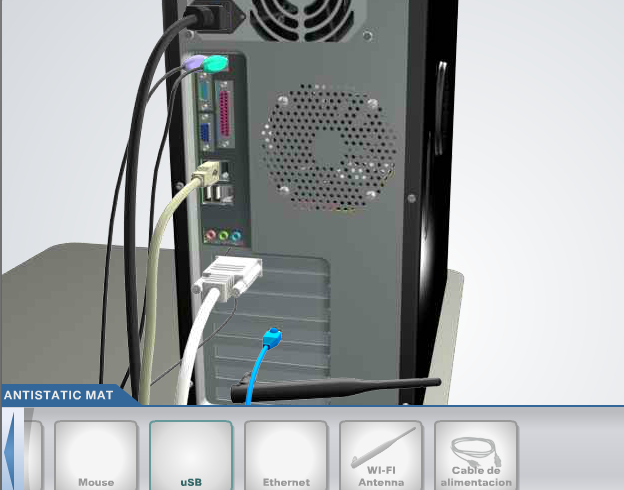 ANTISTATIC MAT
Mouse
uSB
Ethernet
WI-FI
Antenna
Cable de
alimentacion